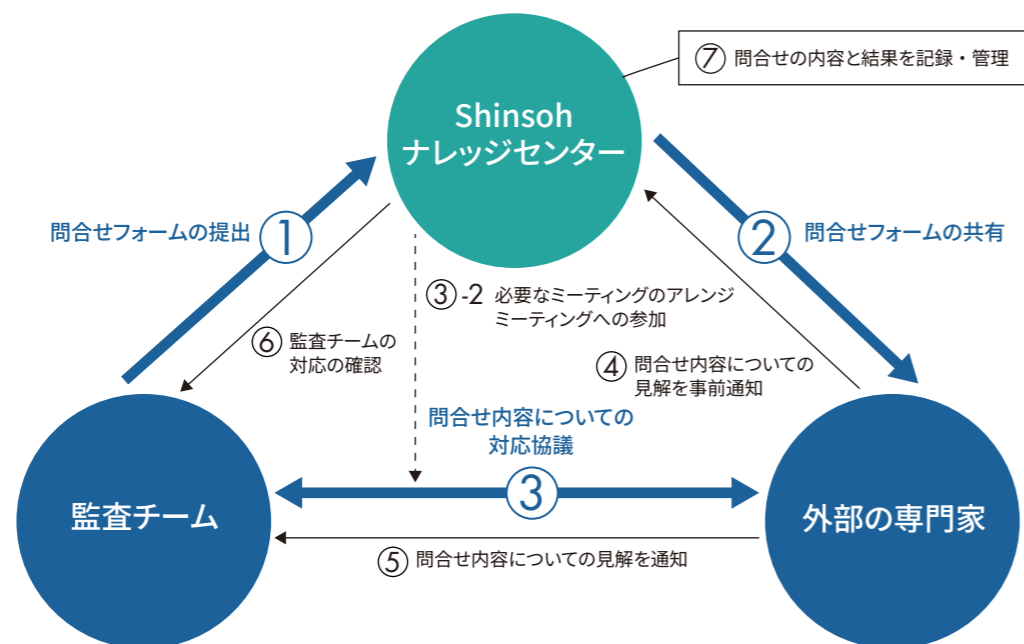 ⑦ 問合せの内容と結果を記録・管理
Shinsoh
ナレッジセンター
問合せフォームの提出
①
②
問合せフォームの共有
③-2 必要なミーティングのアレンジ
ミーティングへの参加
⑥ 監査チームの
対応の確認
④ 問合せ内容についての
見解を事前通知
問合せ内容についての
対応協議
③
監査チーム
外部の専門家
⑤ 問合せ内容についての見解を通知